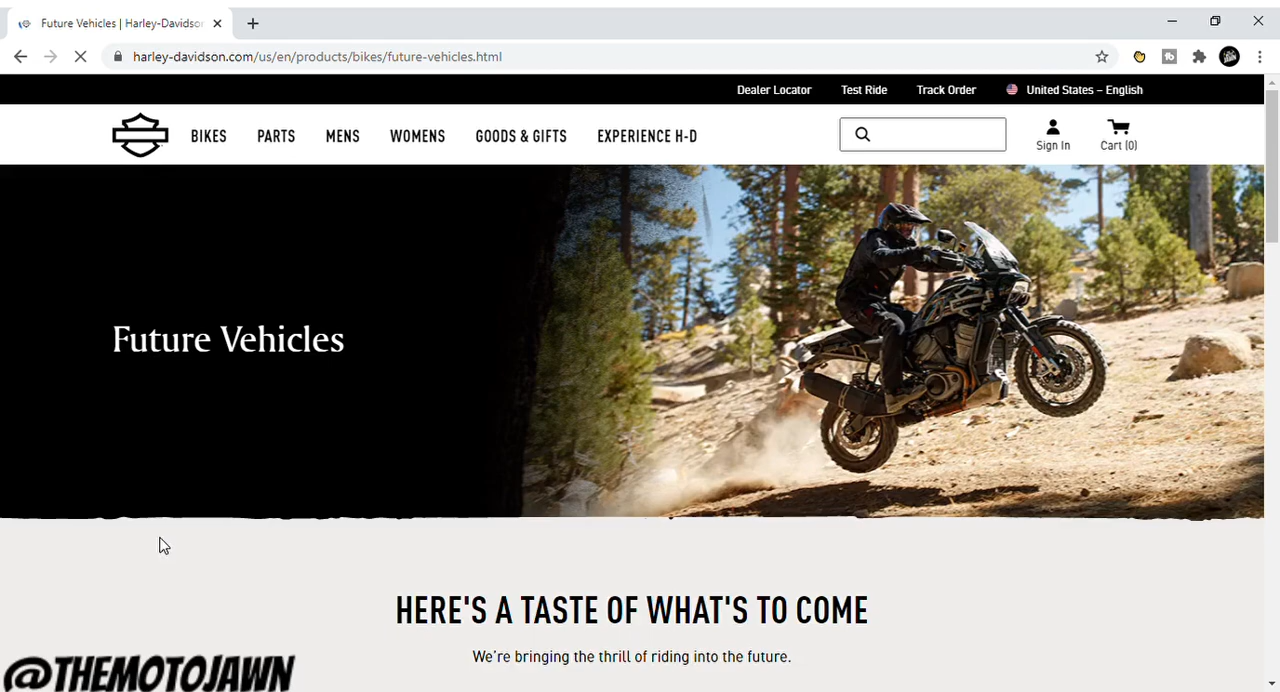 Future Vehicles | Harley-Davidso
harley-davidson.com/us/en/products/bikes/future-vehicles.html
Dealer Locator Test Ride Track Order United States – English
BIKES PARTS MENS WOMENS GOODS & GIFTS EXPERIENCE H-D Sign In Cart (0)
Future Vehicles
HERE'S A TASTE OF WHAT'S TO COME
We're bringing the thrill of riding into the future.
@THEMOTOJAWN